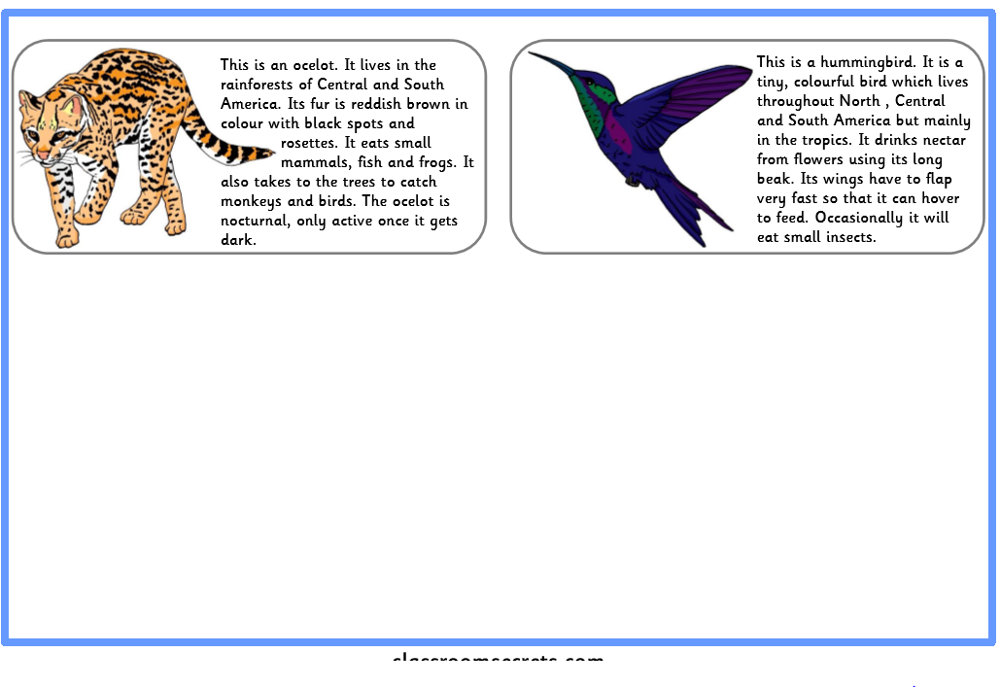 This is an ocelot. It lives in the
rainforests of Central and South
America. Its fur is reddish brown in
colour with black spots and
rosettes. It eats small
mammals, fish and frogs. It
also takes to the trees to catch
monkeys and birds. The ocelot is
nocturnal, only active once it gets
dark.
This is a hummingbird. It is a
tiny, colourful bird which lives
throughout North , Central
and South America but mainly
in the tropics. It drinks nectar
from flowers using its long
beak. Its wings have to flap
very fast so that it can hover
to feed. Occasionally it will
eat small insects.
classroomsecrets.com